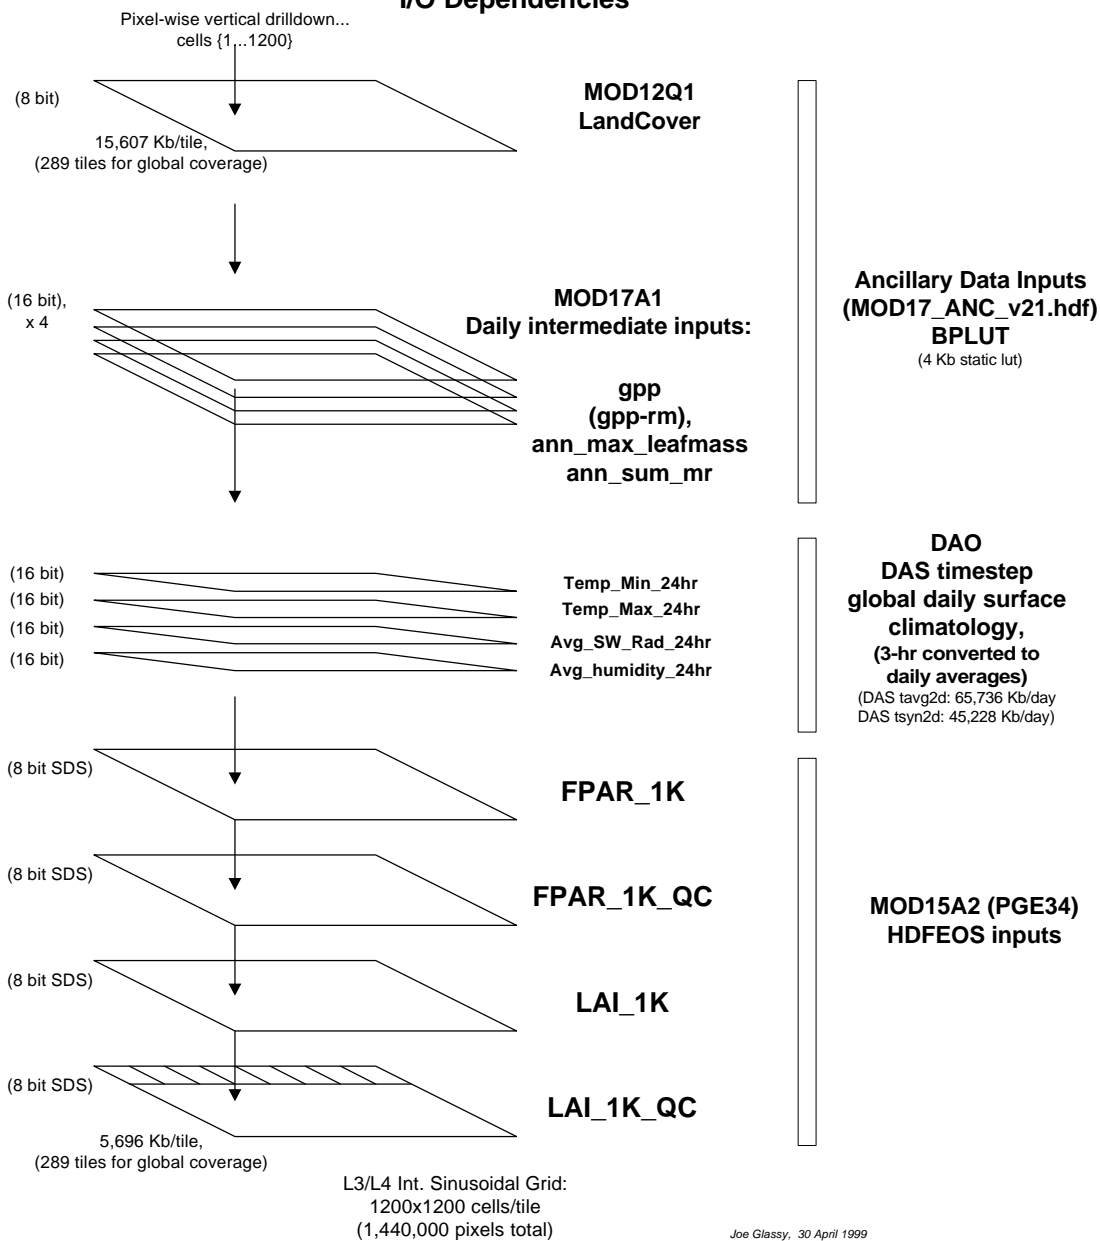 I/O Dependencies
Pixel-wise vertical drilldown...
cells {1...1200}
(8 bit)
MOD12Q1
LandCover
15,607 Kb/tile,
(289 tiles for global coverage)
(16 bit),
x 4
MOD17A1
Daily intermediate inputs:
gpp
(gpp-rm),
ann_max_leafmass
ann_sum_mr
Ancillary Data Inputs
(MOD17_ANC_v21.hdf)
BPLUT
(4 Kb static lut)
(16 bit)
Temp_Min_24hr
(16 bit)
Temp_Max_24hr
(16 bit)
Avg_SW_Rad_24hr
(16 bit)
Avg_humidity_24hr
DAO
DAS timestep
global daily surface
climatology,
(3-hr converted to
daily averages)
(DAS tavg2d: 65,736 Kb/day
DAS tsyn2d: 45,228 Kb/day)
(8 bit SDS)
FPAR_1K
(8 bit SDS)
FPAR_1K_QC
(8 bit SDS)
LAI_1K
(8 bit SDS)
LAI_1K_QC
MOD15A2 (PGE34)
HDFEOS inputs
5,696 Kb/tile,
(289 tiles for global coverage)
L3/L4 Int. Sinusoidal Grid:
1200x1200 cells/tile
(1,440,000 pixels total)
Joe Glassy, 30 April 1999